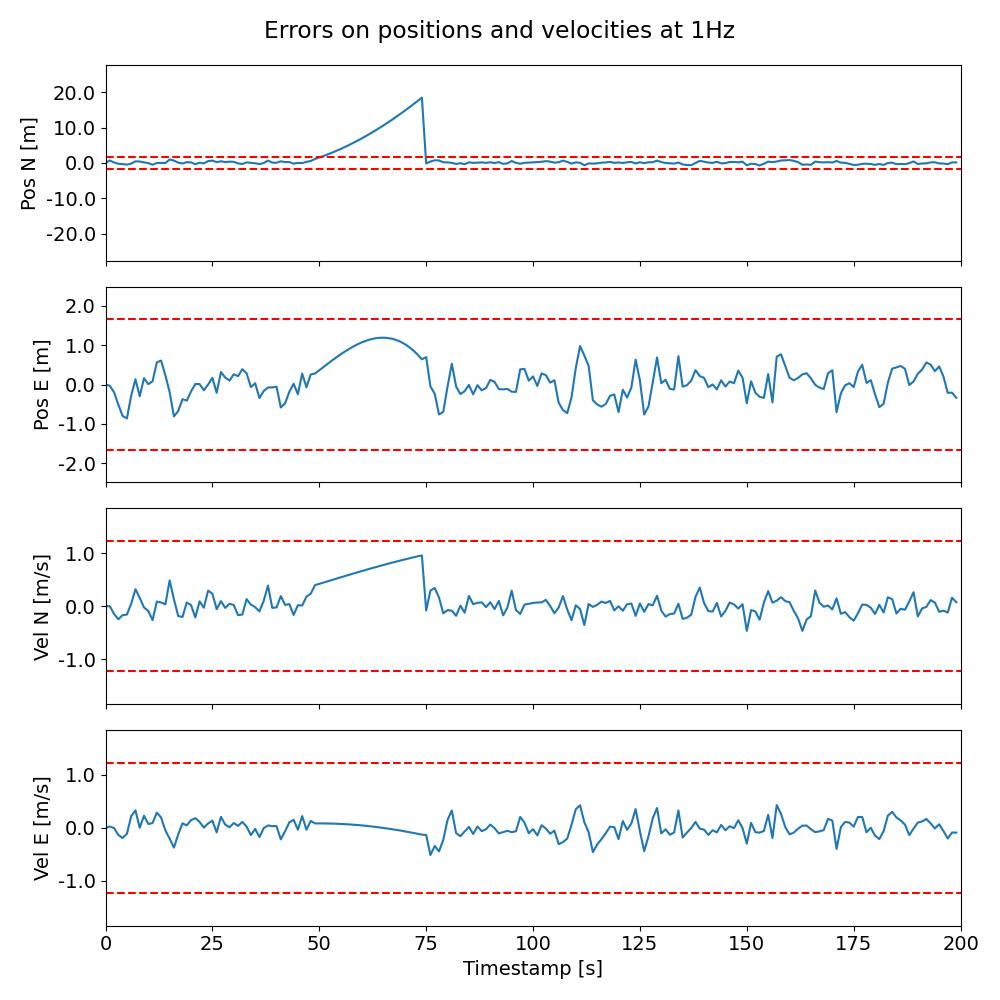 Errors on positions and velocities at 1Hz
20.0
10.0
0.0
-10.0
-20.0
Pos N [m]
2.0
1.0
0.0
-1.0
-2.0
Pos E [m]
1.0
0.0
-1.0
Vel N [m/s]
1.0
0.0
-1.0
Vel E [m/s]
0 25 50 75 100 125 150 175 200
Timestamp [s]